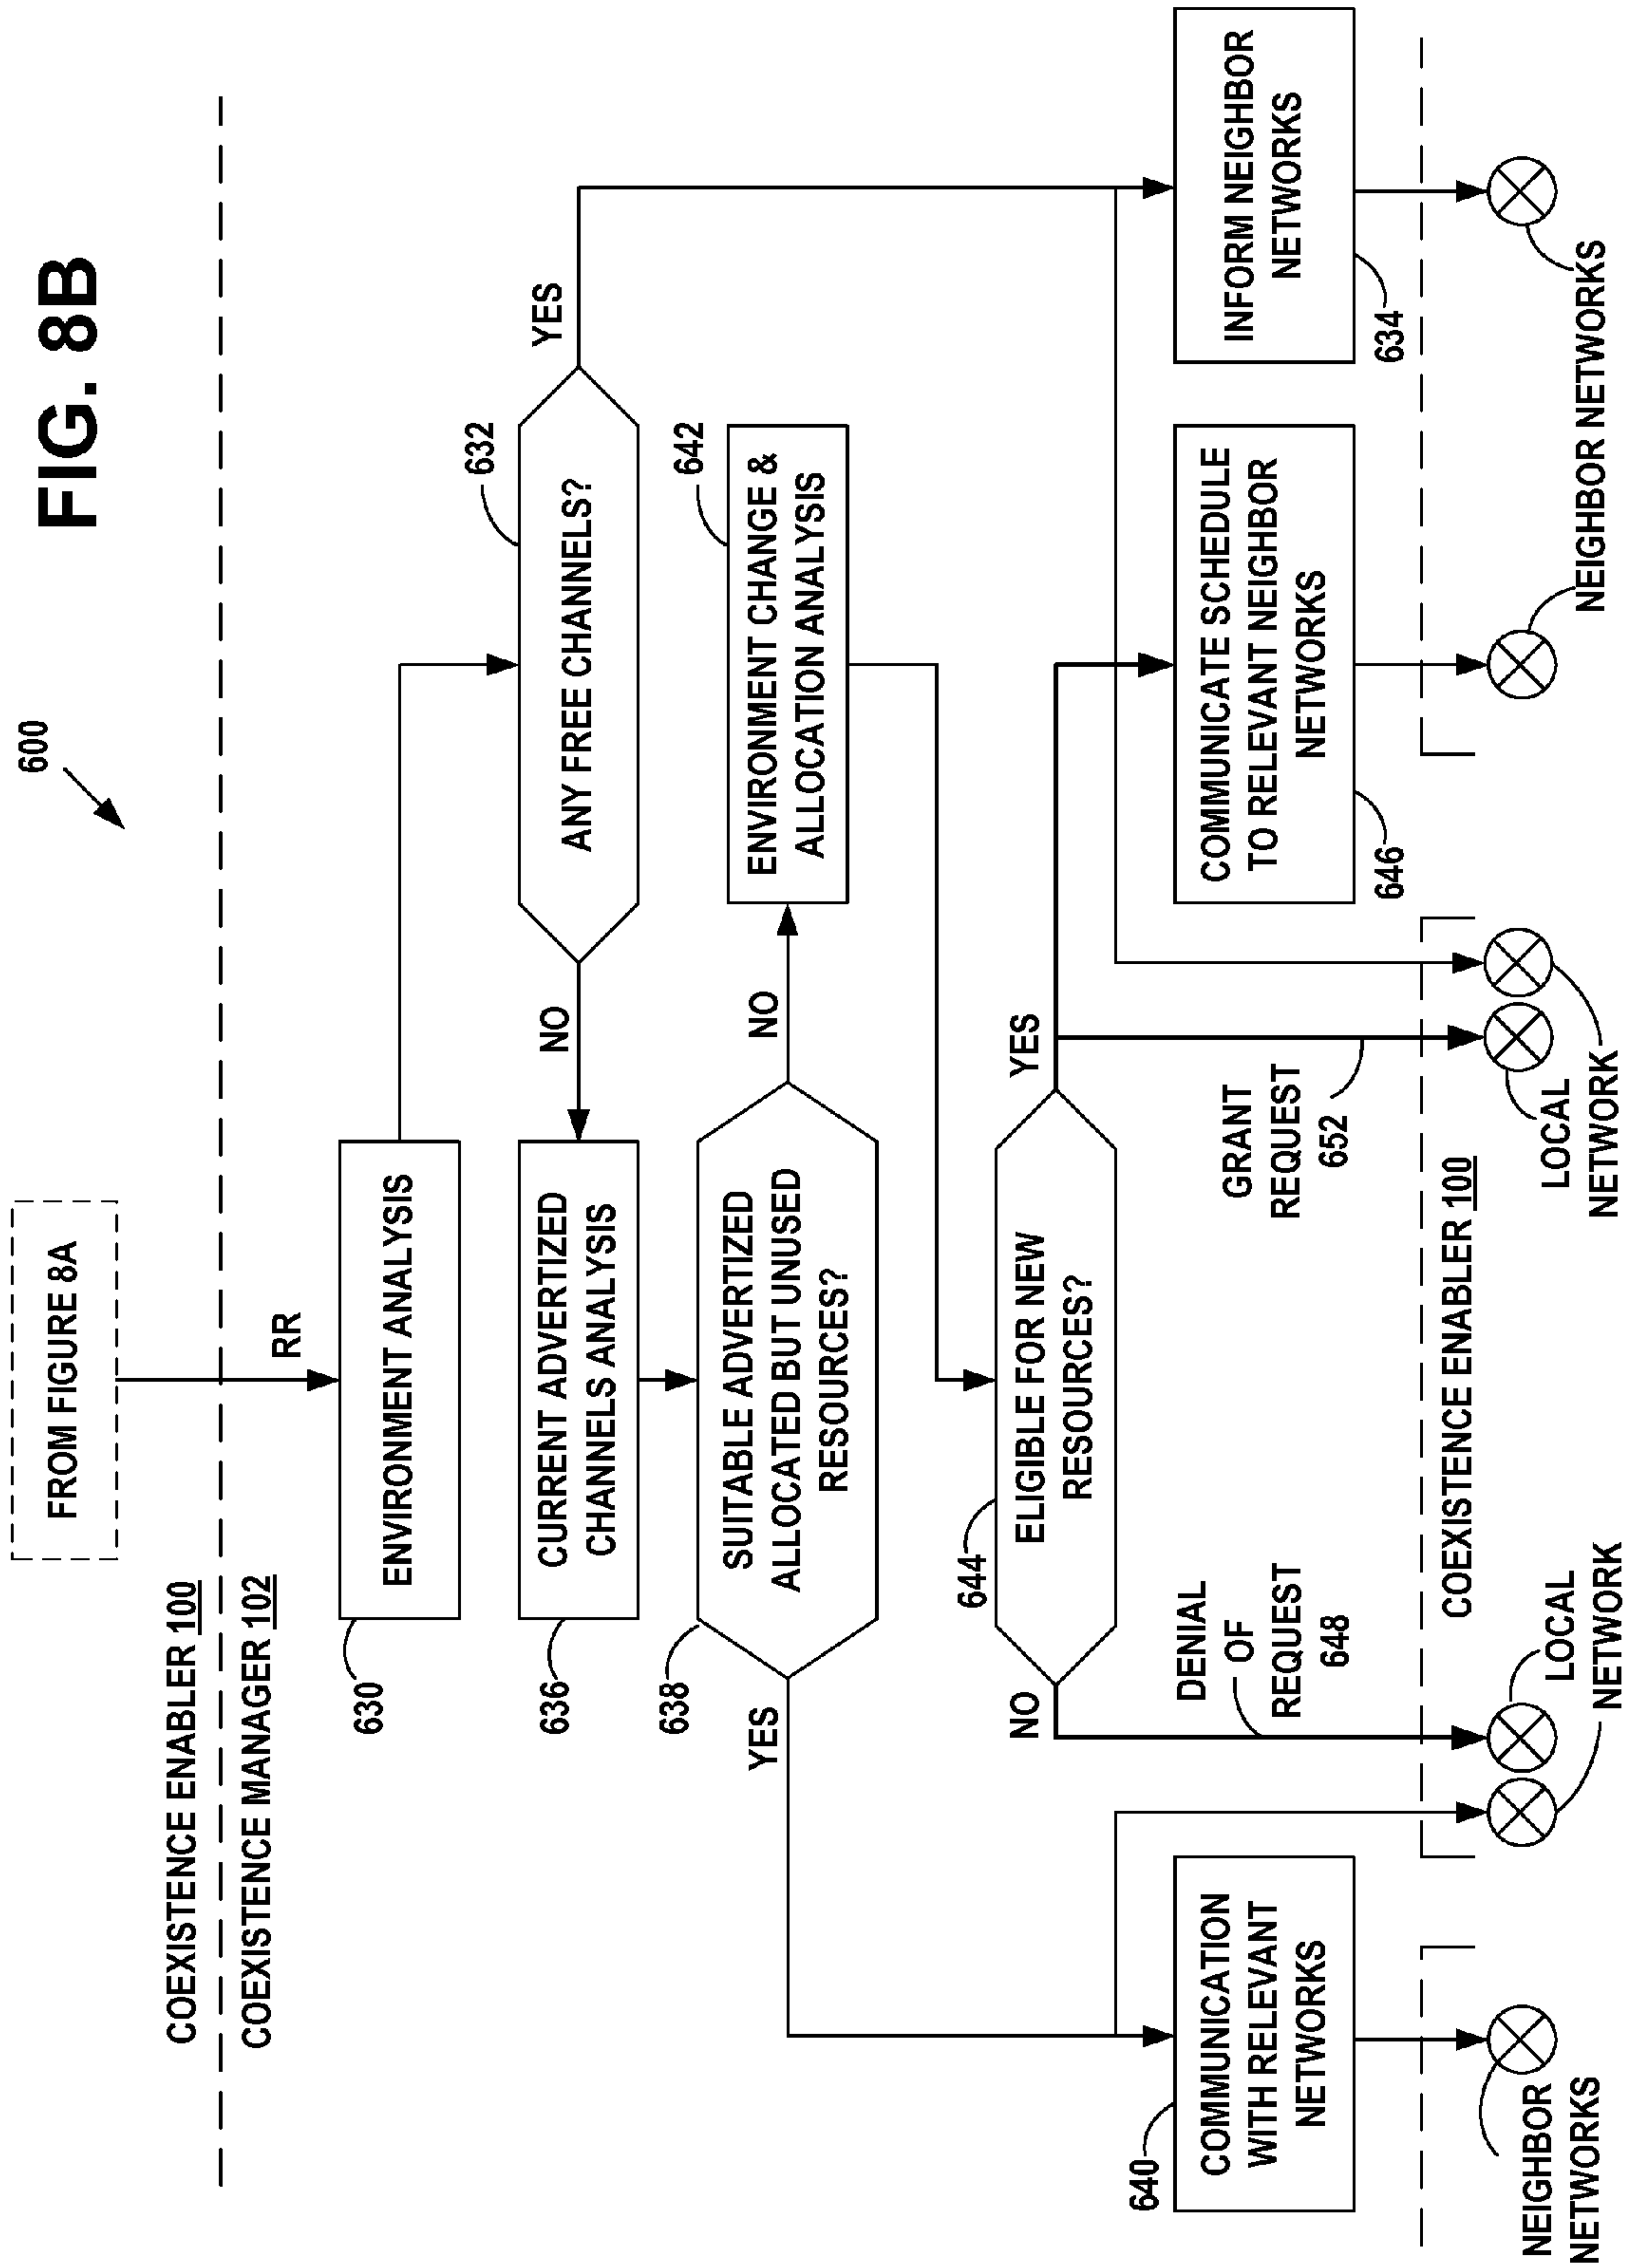 FIG. 8B
600
FROM FIGURE 8A
COEXISTENCE ENABLER 100
COEXISTENCE MANAGER 102
RR
630
ENVIRONMENT ANALYSIS
632
ANY FREE CHANNELS?
YES
NO
636
CURRENT ADVERTIZED
CHANNELS ANALYSIS
642
ENVIRONMENT CHANGE &
ALLOCATION ANALYSIS
638
SUITABLE ADVERTIZED
ALLOCATED BUT UNUSED
RESOURCES?
NO
YES
644
ELIGIBLE FOR NEW
RESOURCES?
NO
YES
640
COMMUNICATION
WITH RELEVANT
NETWORKS
DENIAL
OF
REQUEST
648
GRANT
REQUEST
652
646
COMMUNICATE SCHEDULE
TO RELEVANT NEIGHBOR
NETWORKS
634
INFORM NEIGHBOR
NETWORKS
COEXISTENCE ENABLER 100
NEIGHBOR
NETWORKS
LOCAL
NETWORK
LOCAL
NETWORK
NEIGHBOR NETWORKS